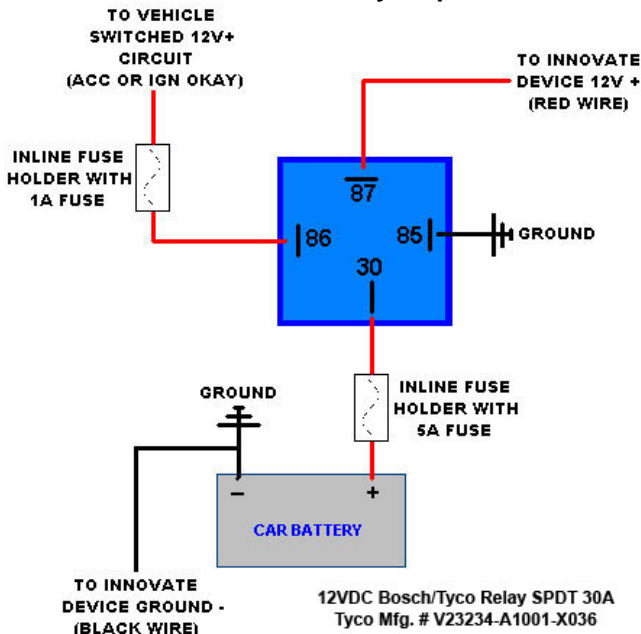 TO VEHICLE
SWITCHED 12V+
CIRCUIT
(ACC OR IGN OKAY)
TO INNOVATE
DEVICE 12V +
(RED WIRE)
INLINE FUSE
HOLDER WITH
1A FUSE
87
86
85
GROUND
30
GROUND
INLINE FUSE
HOLDER WITH
5A FUSE
– +
CAR BATTERY
TO INNOVATE
DEVICE GROUND -
(BLACK WIRE)
12VDC Bosch/Tyco Relay SPDT 30A
Tyco Mfg. # V23234-A1001-X036